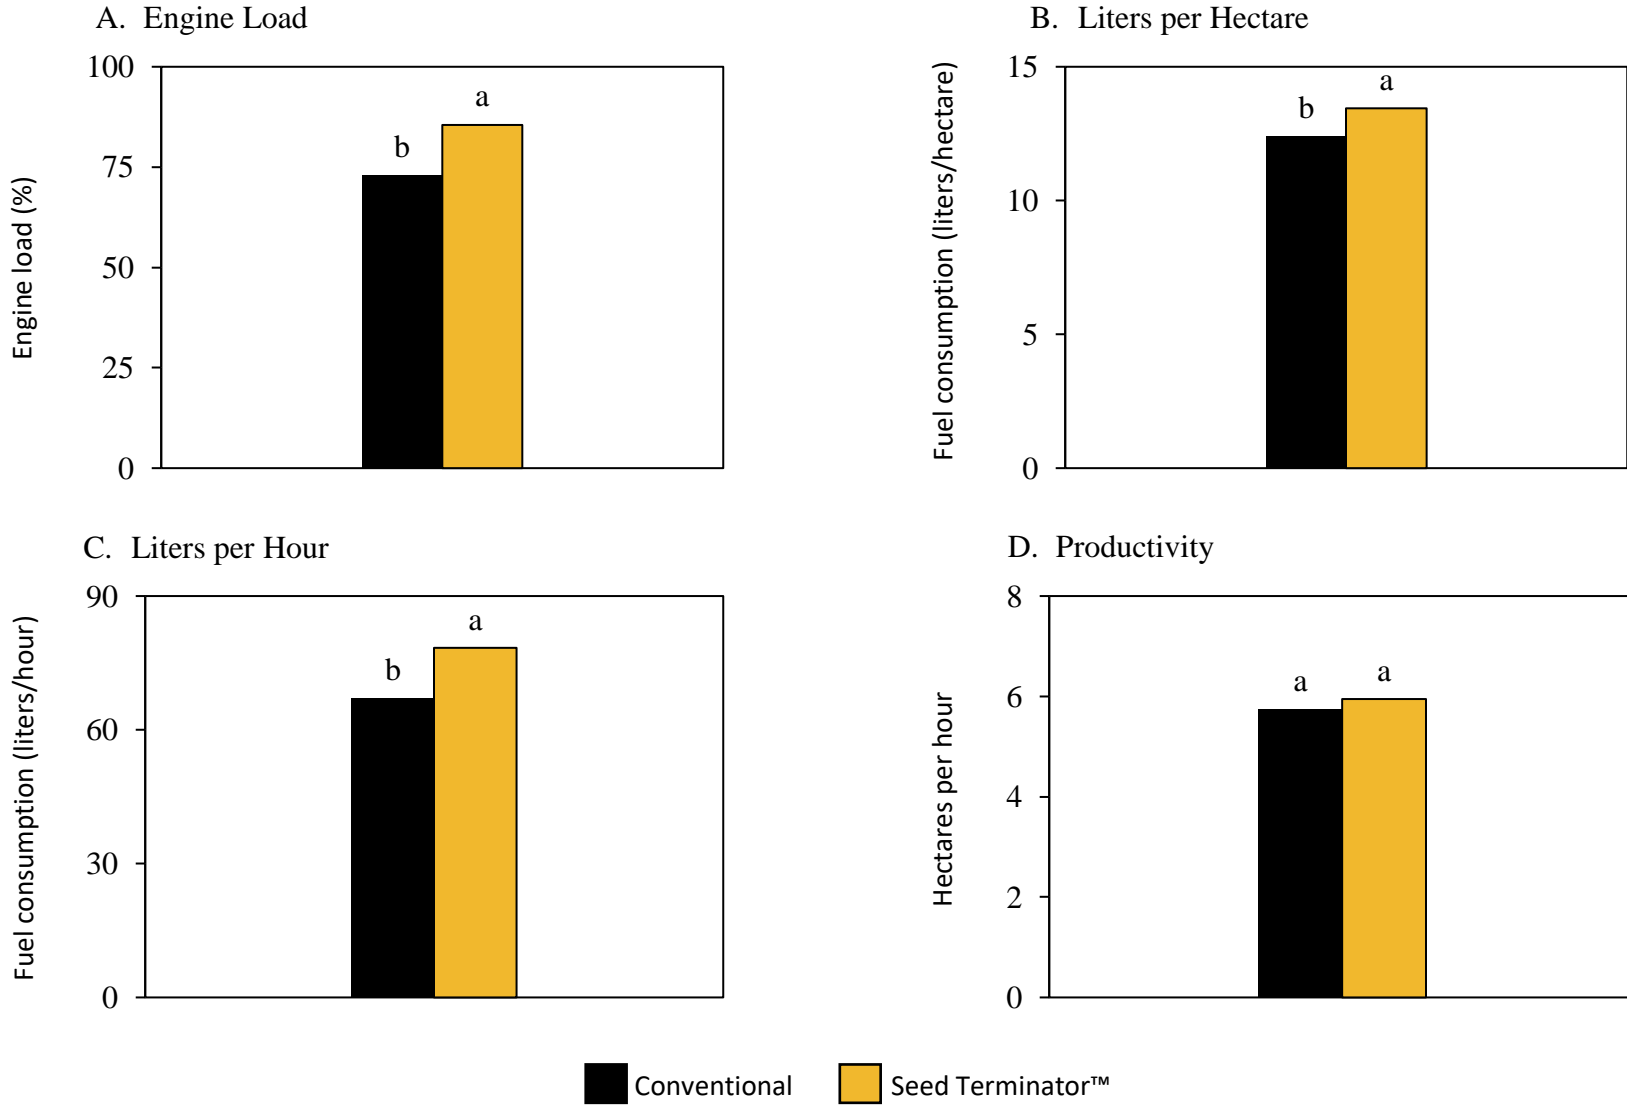 A. Engine Load
100
75
50
25
0
Engine load (%)
b
a
B. Liters per Hectare
15
10
5
0
Fuel consumption (liters/hectare)
b
a
C. Liters per Hour
90
60
30
0
Fuel consumption (liters/hour)
b
a
D. Productivity
8
6
4
2
0
Hectares per hour
a
a
Conventional
Seed Terminator™